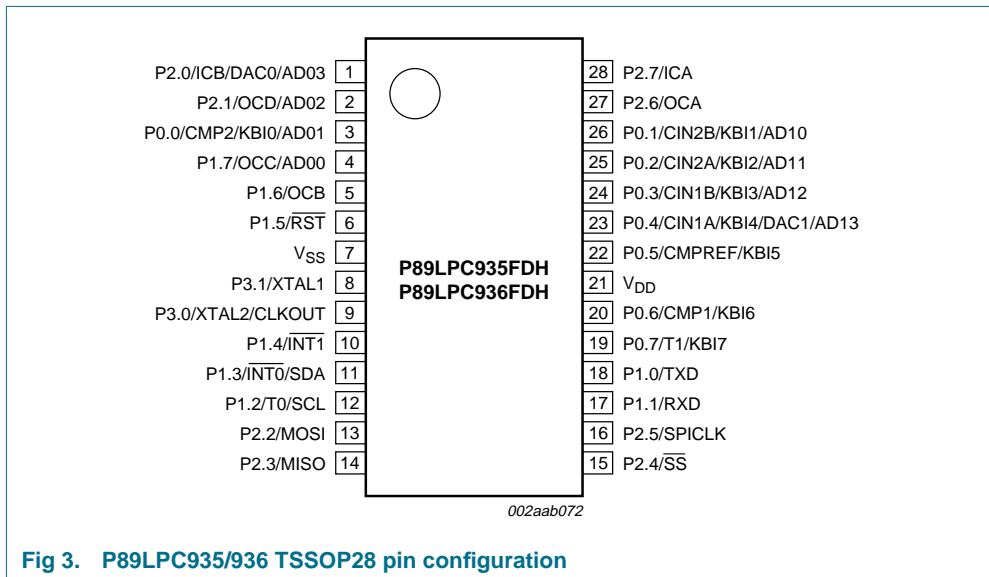 P2.0/ICB/DAC0/AD03 1 28 P2.7/ICA
P2.1/OCD/AD02 2 27 P2.6/OCA
P0.0/CMP2/KBI0/AD01 3 26 P0.1/CIN2B/KBI1/AD10
P1.7/OCC/AD00 4 25 P0.2/CIN2A/KBI2/AD11
P1.6/OCB 5 24 P0.3/CIN1B/KBI3/AD12
P1.5/R̅S̅T̅ 6 23 P0.4/CIN1A/KBI4/DAC1/AD13
VSS 7 22 P0.5/CMPREF/KBI5
P89LPC935FDH
P89LPC936FDH
P3.1/XTAL1 8 21 VDD
P3.0/XTAL2/CLKOUT 9 20 P0.6/CMP1/KBI6
P1.4/I̅N̅T̅1̅ 10 19 P0.7/T1/KBI7
P1.3/I̅N̅T̅0̅/SDA 11 18 P1.0/TXD
P1.2/T0/SCL 12 17 P1.1/RXD
P2.2/MOSI 13 16 P2.5/SPICLK
P2.3/MISO 14 15 P2.4/S̅S̅
002aab072
Fig 3. P89LPC935/936 TSSOP28 pin configuration